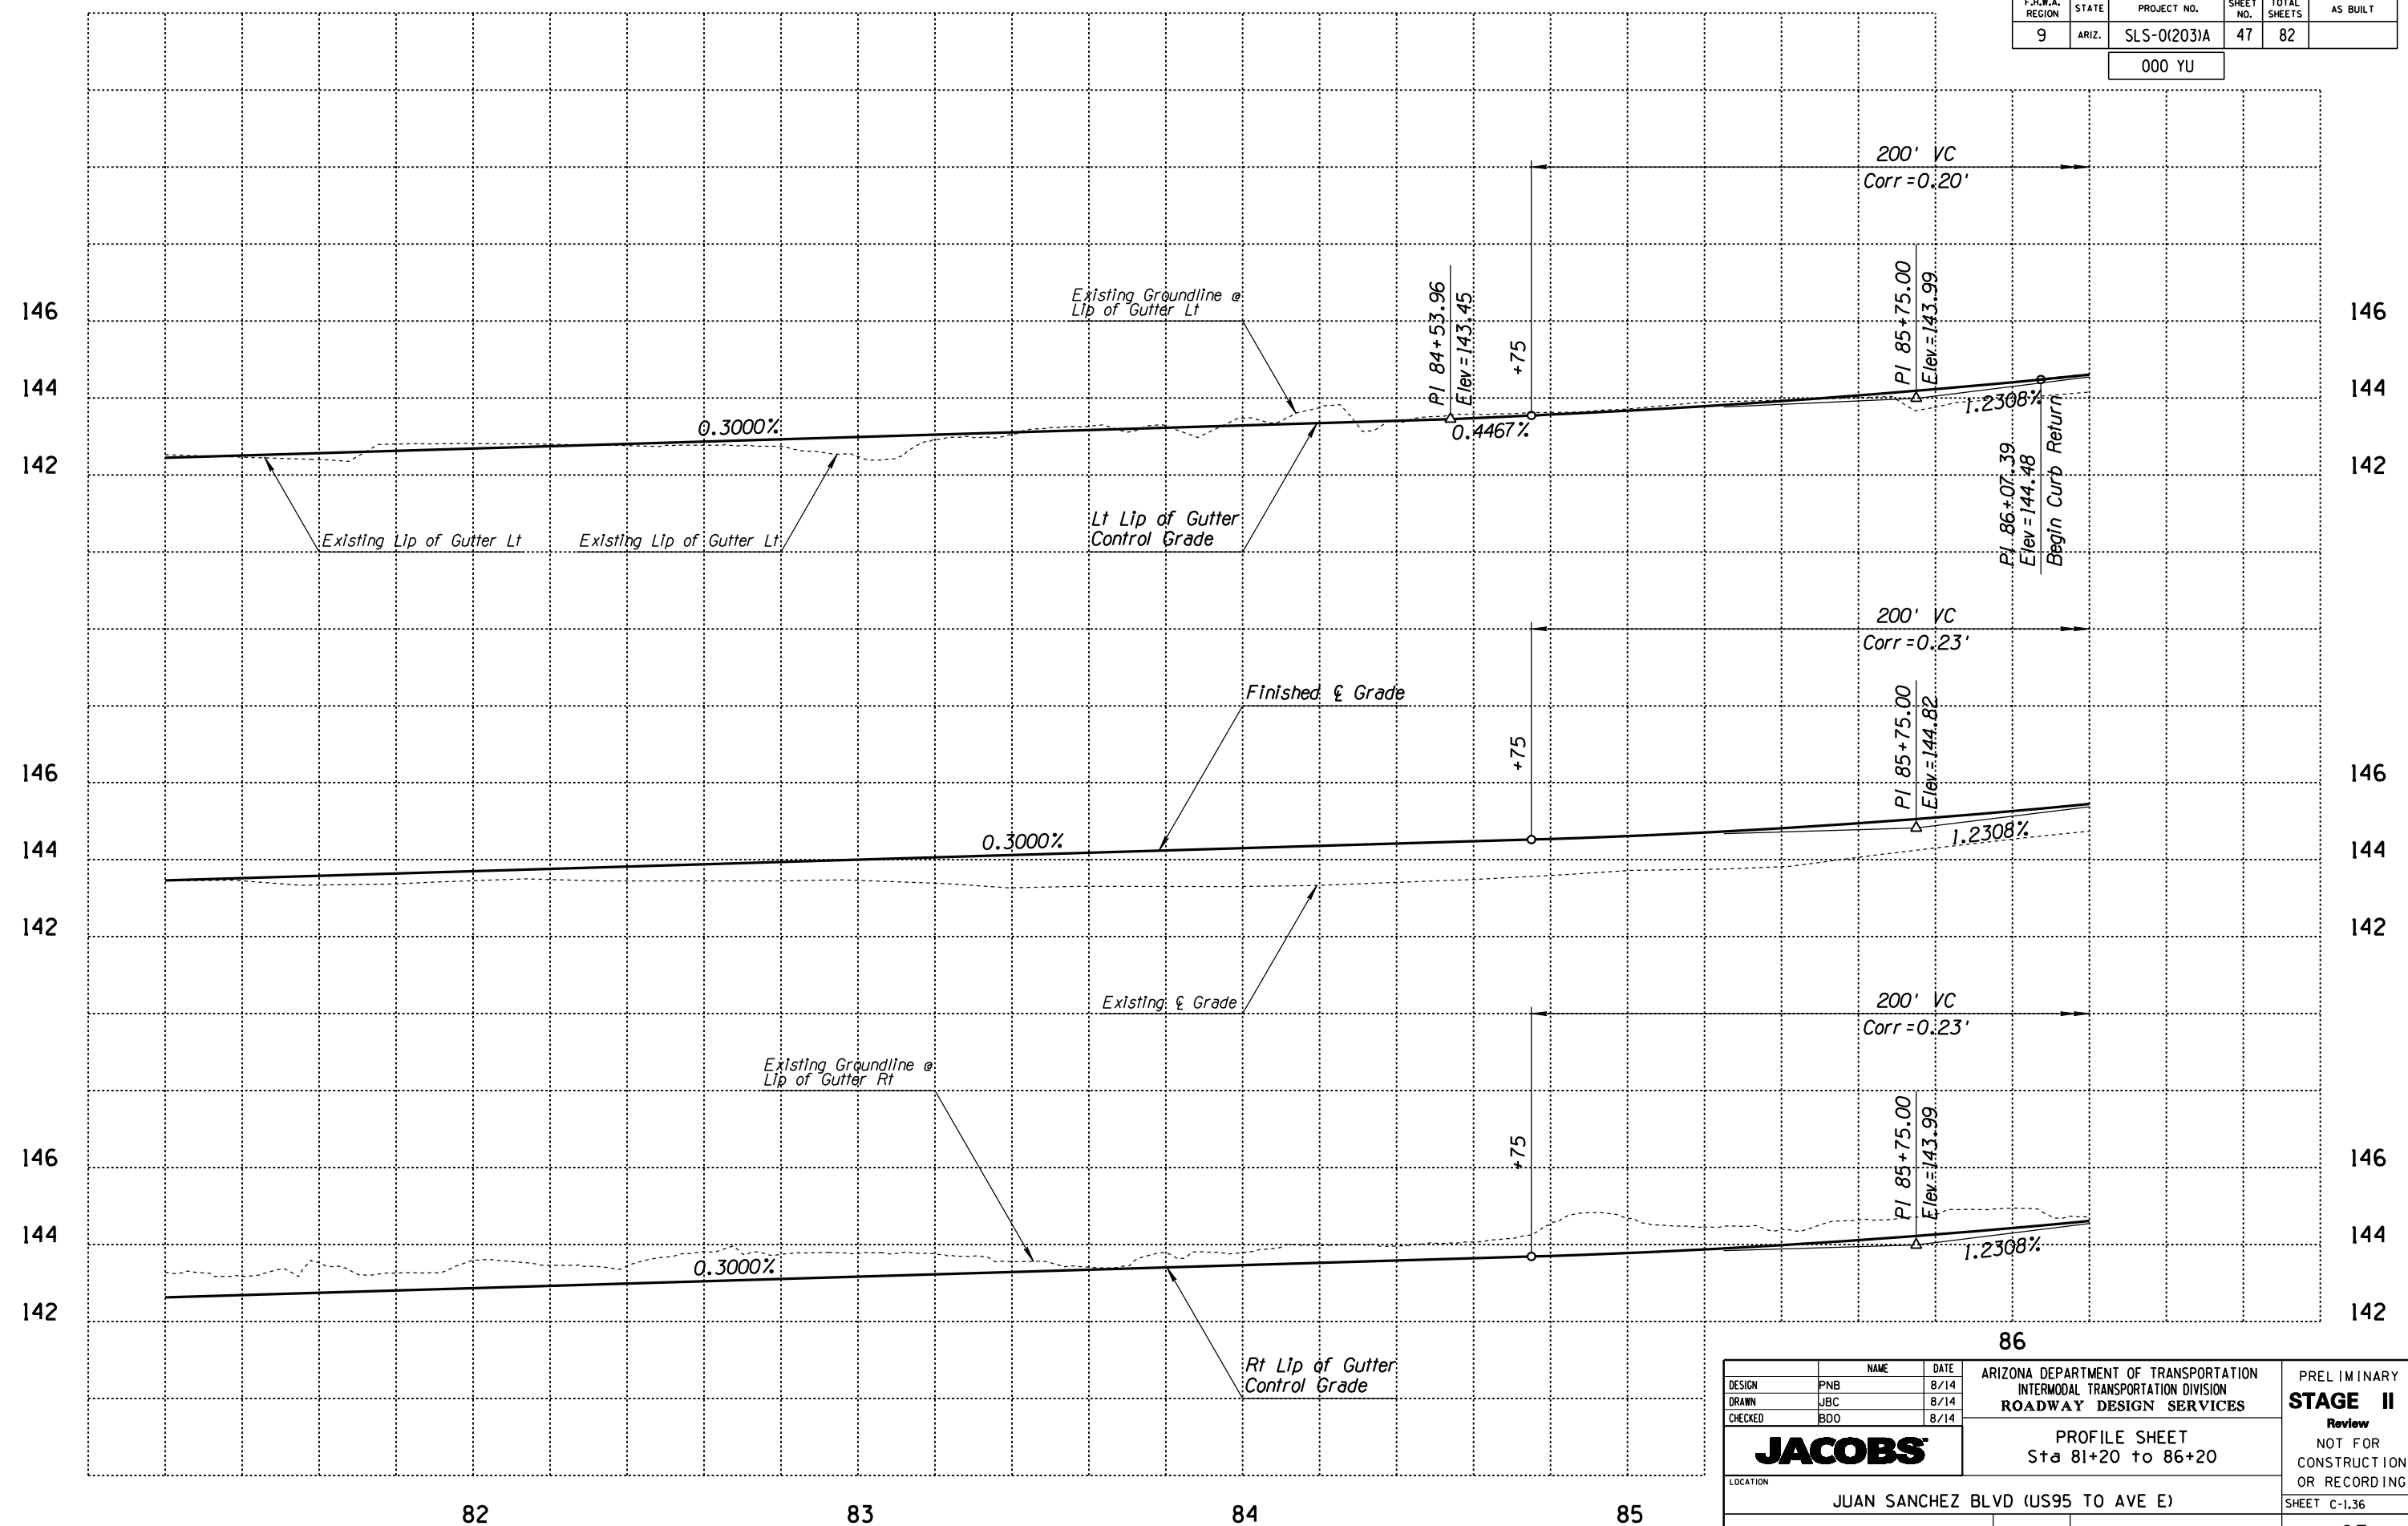 F.H.W.A. REGION STATE PROJECT NO. SHEET NO. TOTAL SHEETS AS BUILT
9 ARIZ. SLS-0(203)A 47 82
000 YU
200' VC
Corr=0.20'
146
144
142
Existing Groundline @
Lip of Gutter Lt
PI 84+53.96
Elev=143.45
+75
PI 85+75.00
Elev=143.99
146
144
142
0.3000%
0.4467%
1.2308%
PI 86+07.39
Elev=144.48
Begin Curb Return
Existing Lip of Gutter Lt
Existing Lip of Gutter Lt
Lt Lip of Gutter
Control Grade
200' VC
Corr=0.23'
Finished ℄ Grade
+75
PI 85+75.00
Elev=144.82
146
144
142
146
144
142
0.3000%
1.2308%
Existing ℄ Grade
200' VC
Corr=0.23'
Existing Groundline @
Lip of Gutter Rt
+75
PI 85+75.00
Elev=143.99
146
144
142
146
144
142
0.3000%
1.2308%
Rt Lip of Gutter
Control Grade
82
83
84
85
86
NAME DATE
DESIGN PNB 8/14
DRAWN JBC 8/14
CHECKED BDO 8/14
JACOBS
ARIZONA DEPARTMENT OF TRANSPORTATION
INTERMODAL TRANSPORTATION DIVISION
ROADWAY DESIGN SERVICES
PROFILE SHEET
Sta 81+20 to 86+20
LOCATION
JUAN SANCHEZ BLVD (US95 TO AVE E)
PRELIMINARY
STAGE II
Review
NOT FOR
CONSTRUCTION
OR RECORDING
SHEET C-1.36